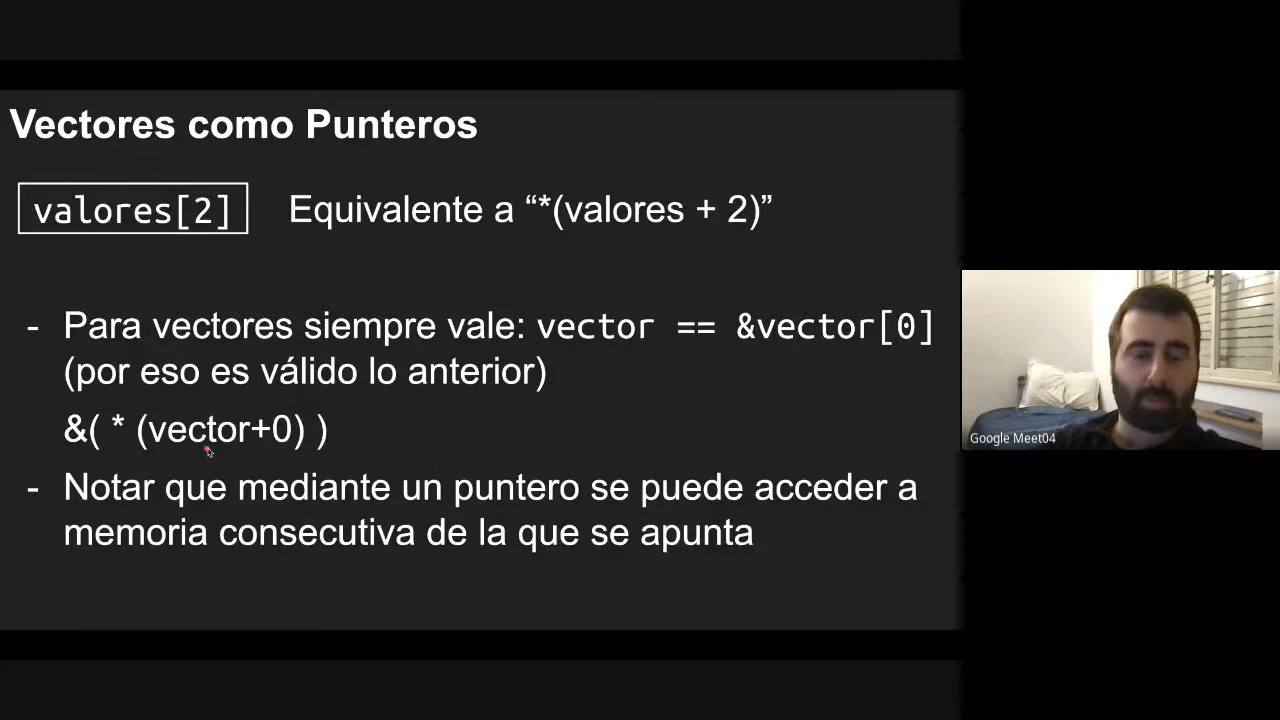 Vectores como Punteros
valores[2] Equivalente a “*(valores + 2)”
- Para vectores siempre vale: vector == &vector[0]
(por eso es válido lo anterior)
&( * (vector+0) )
- Notar que mediante un puntero se puede acceder a
memoria consecutiva de la que se apunta
Google Meet04